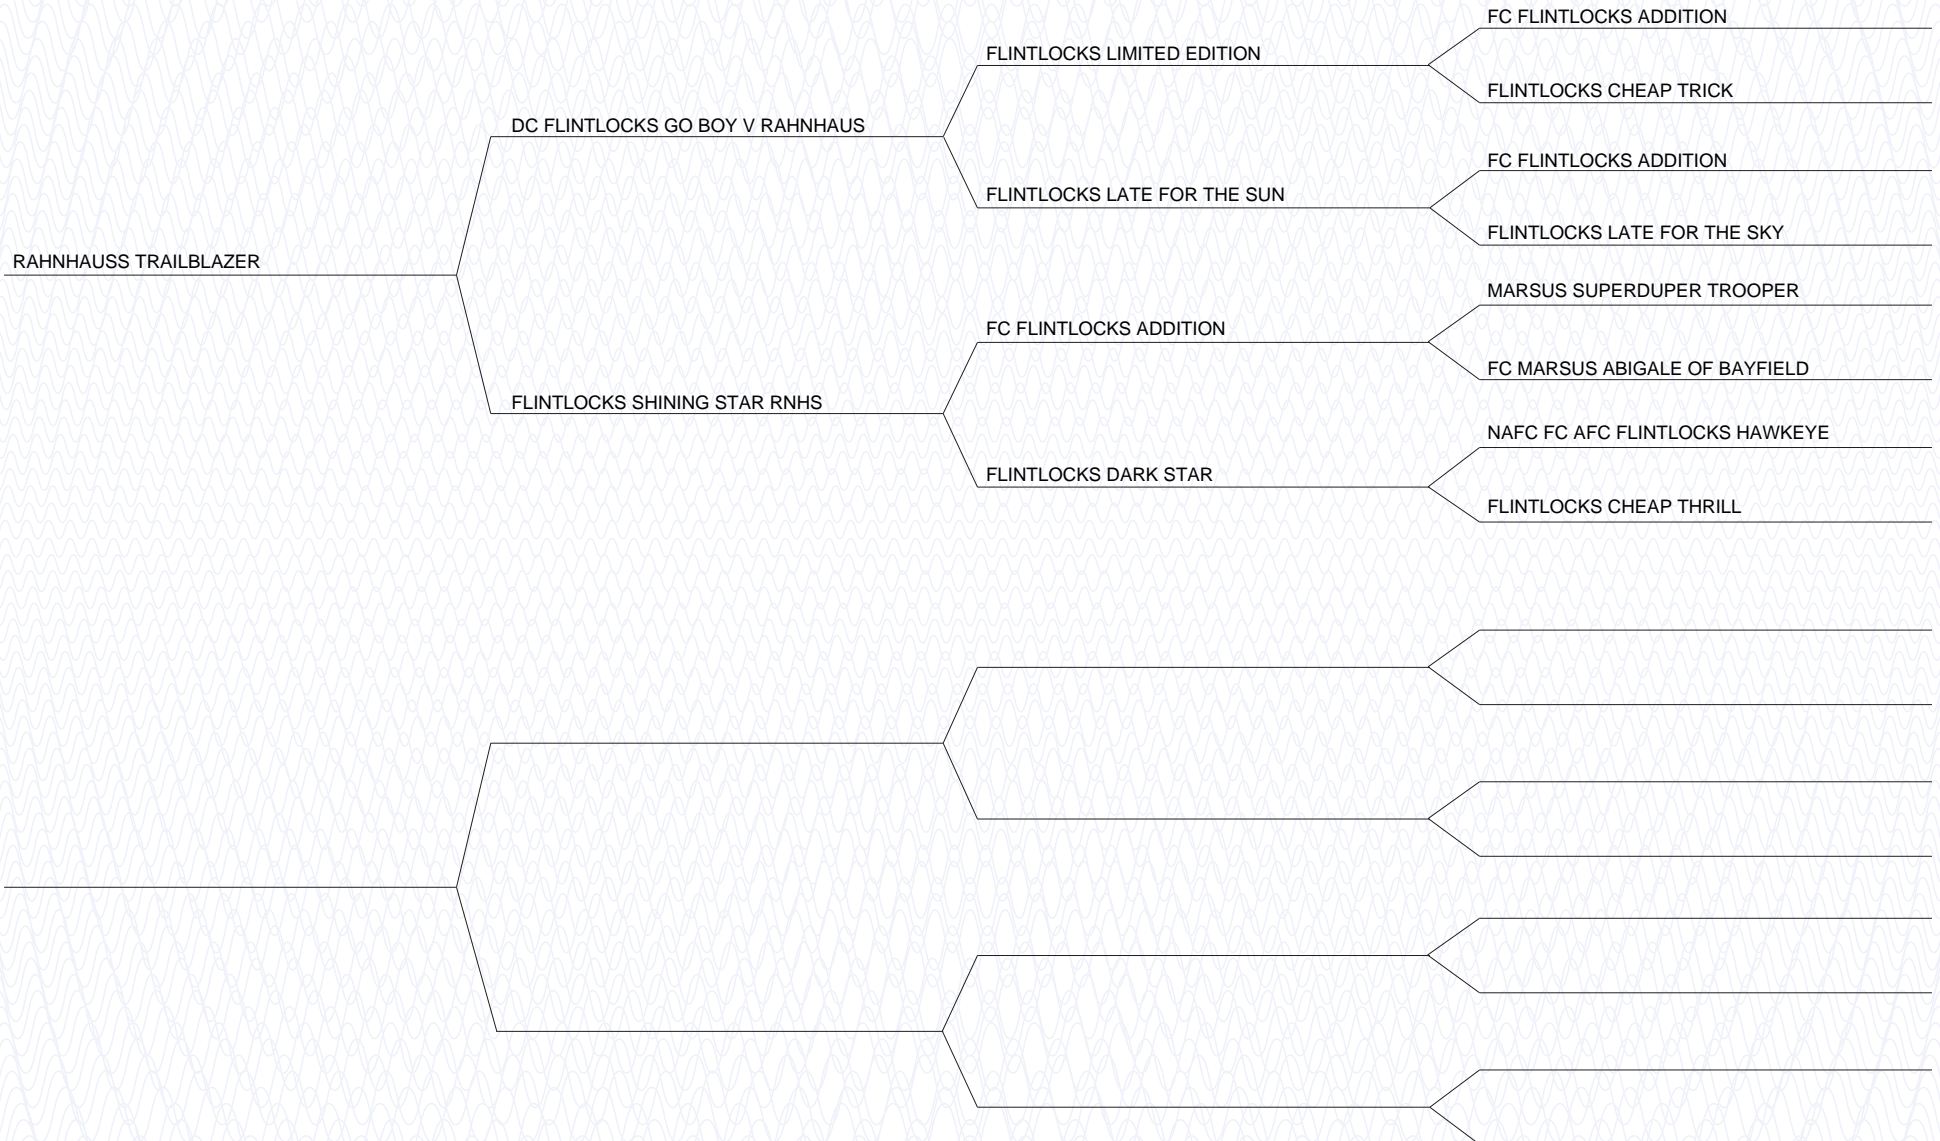 FC FLINTLOCKS ADDITION
FLINTLOCKS LIMITED EDITION
FLINTLOCKS CHEAP TRICK
DC FLINTLOCKS GO BOY V RAHNHAUS
FC FLINTLOCKS ADDITION
FLINTLOCKS LATE FOR THE SUN
FLINTLOCKS LATE FOR THE SKY
RAHNHAUSS TRAILBLAZER
MARSUS SUPERDUPER TROOPER
FC FLINTLOCKS ADDITION
FC MARSUS ABIGALE OF BAYFIELD
FLINTLOCKS SHINING STAR RNHS
NAFC FC AFC FLINTLOCKS HAWKEYE
FLINTLOCKS DARK STAR
FLINTLOCKS CHEAP THRILL